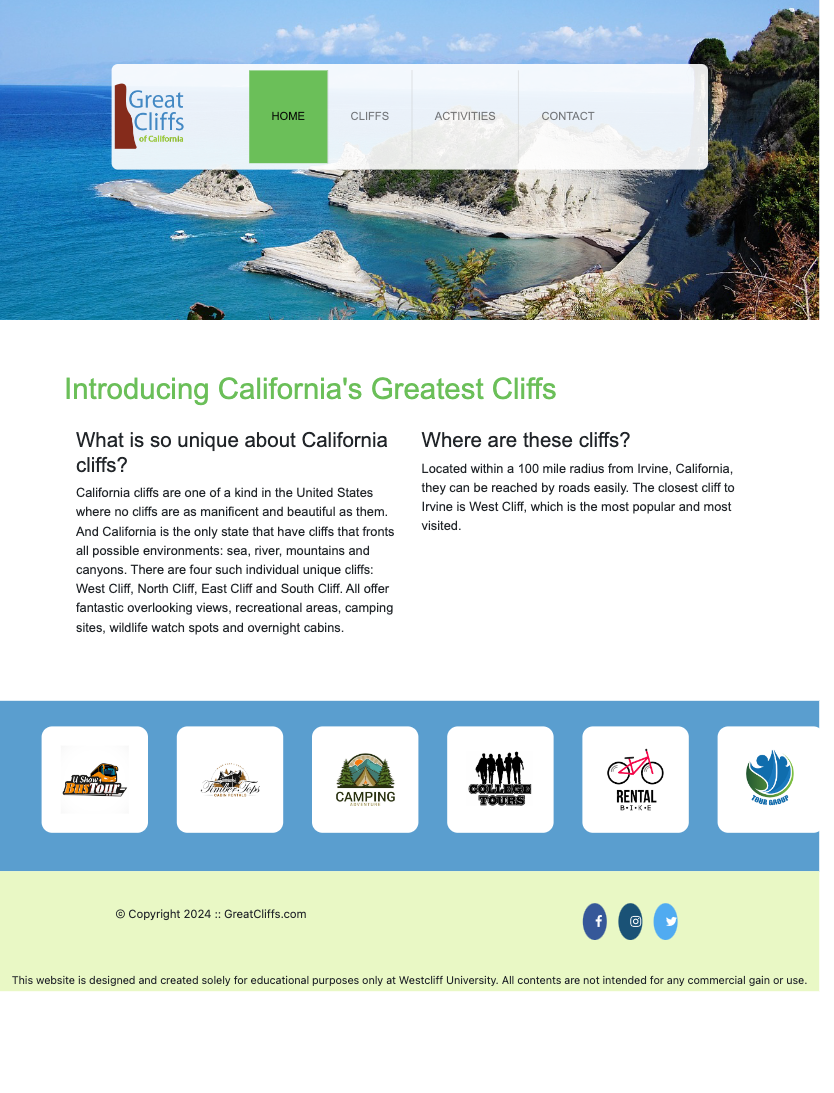 Great
Cliffs
of California
HOME
CLIFFS
ACTIVITIES
CONTACT
Introducing California's Greatest Cliffs
What is so unique about California
cliffs?
California cliffs are one of a kind in the United States
where no cliffs are as manificent and beautiful as them.
And California is the only state that have cliffs that fronts
all possible environments: sea, river, mountains and
canyons. There are four such individual unique cliffs:
West Cliff, North Cliff, East Cliff and South Cliff. All offer
fantastic overlooking views, recreational areas, camping
sites, wildlife watch spots and overnight cabins.
Where are these cliffs?
Located within a 100 mile radius from Irvine, California,
they can be reached by roads easily. The closest cliff to
Irvine is West Cliff, which is the most popular and most
visited.
U Show
BusTour
Timber Tops
CABIN RENTALS
CAMPING
ADVENTURE
COLLEGE
TOURS
RENTAL
B·I·K·E
TOUR GROUP
© Copyright 2024 :: GreatCliffs.com
This website is designed and created solely for educational purposes only at Westcliff University. All contents are not intended for any commercial gain or use.